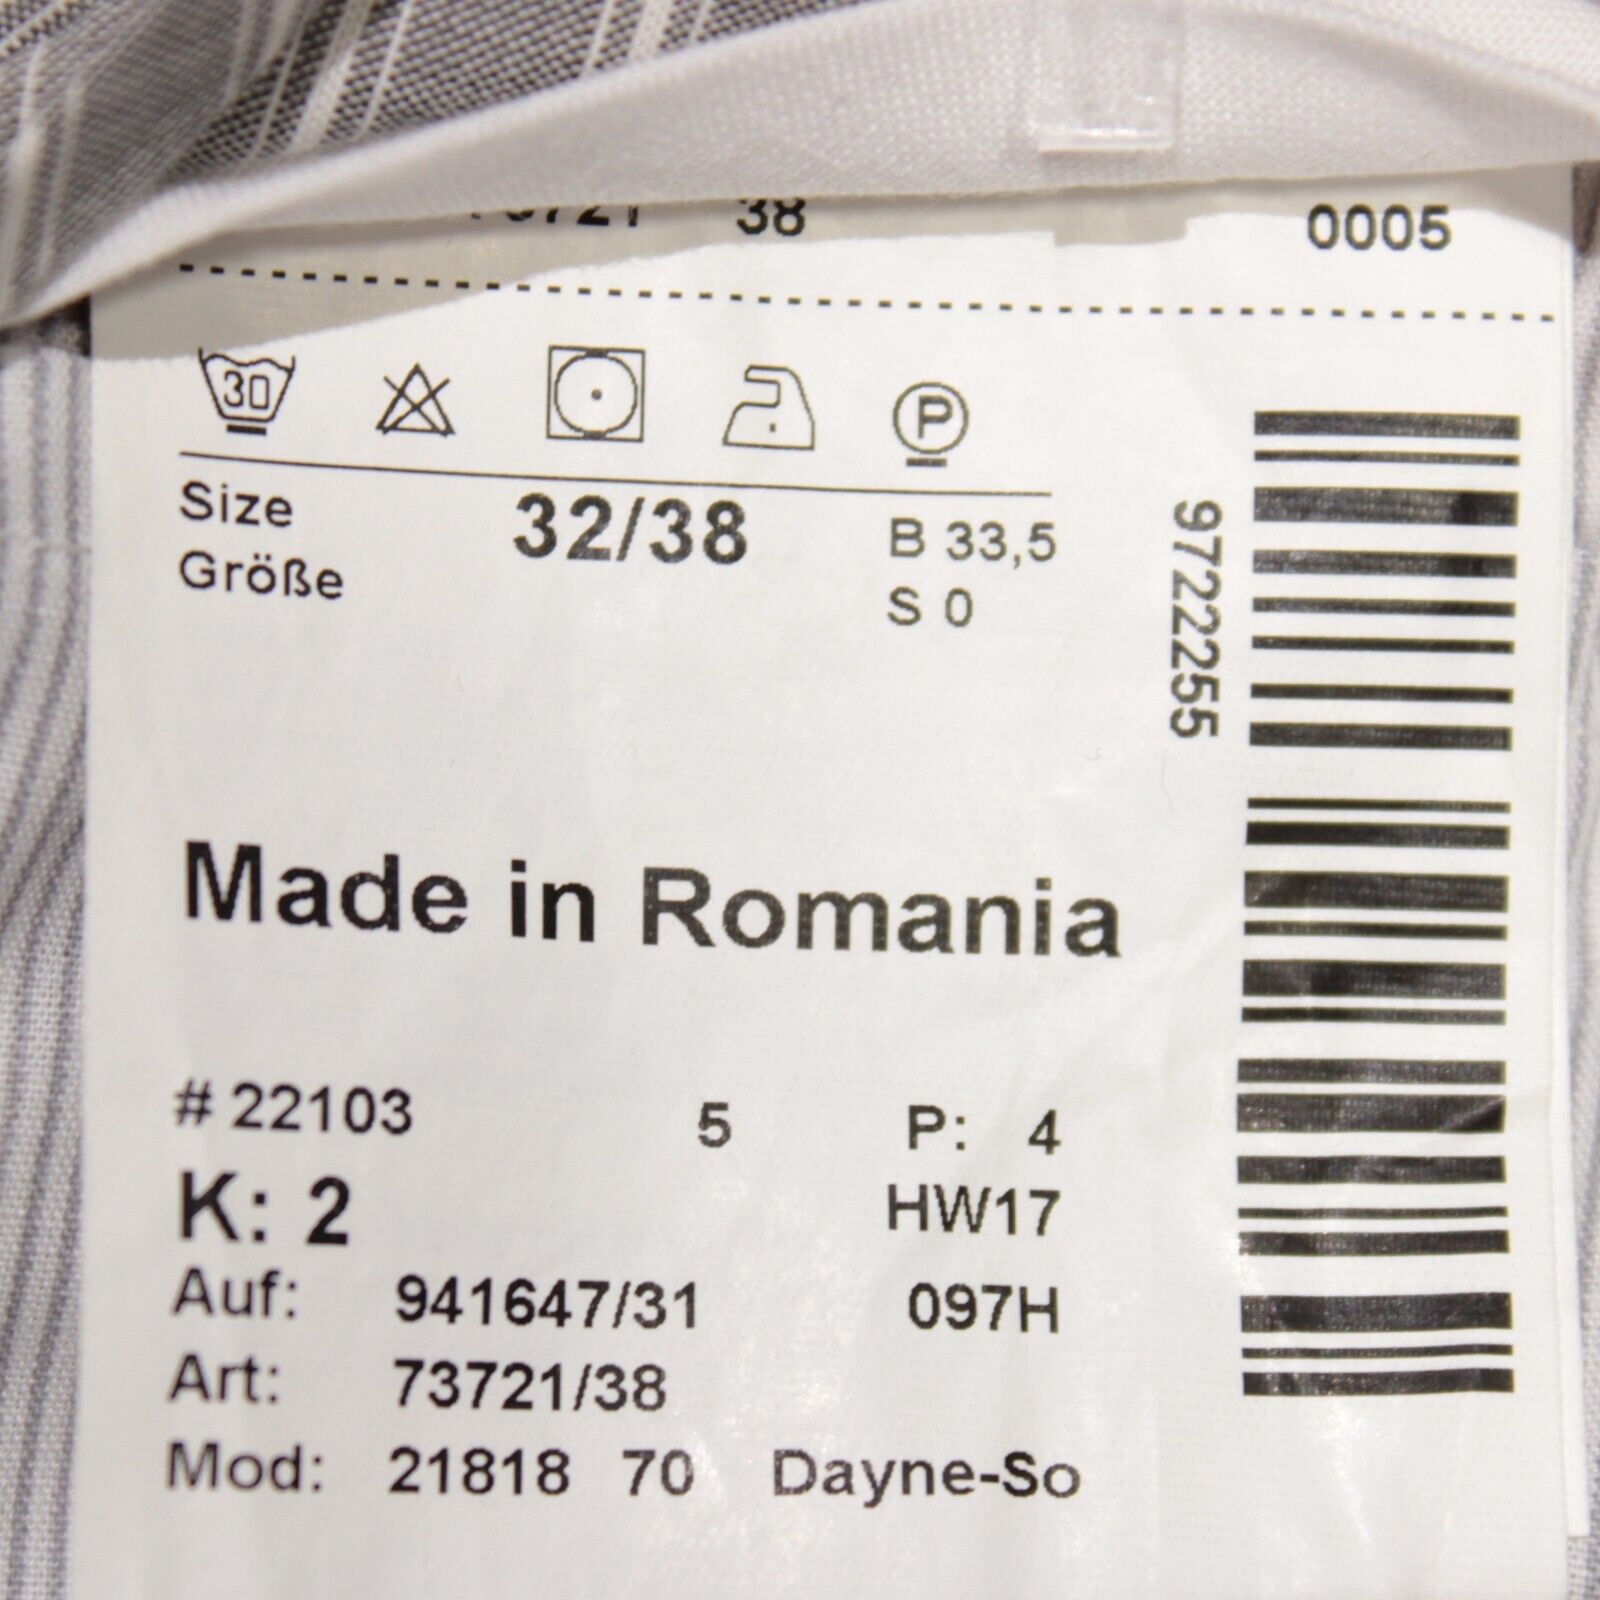 73721 38 0005
30 P
Size 32/38 B 33,5
Größe S 0
9722255
Made in Romania
# 22103 5 P: 4
K: 2 HW17
Auf: 941647/31 097H
Art: 73721/38
Mod: 21818 70 Dayne-So